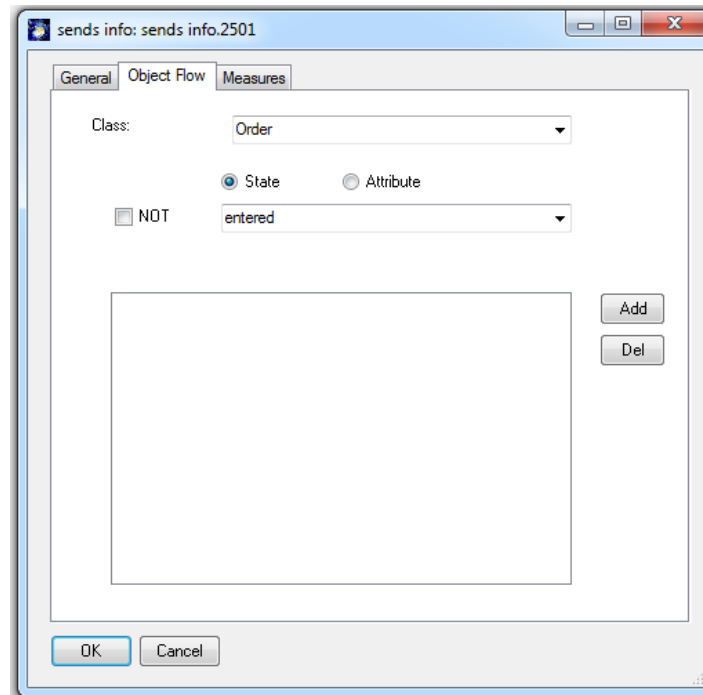 sends info: sends info.2501
General Object Flow Measures
Class: Order
State Attribute
NOT entered
Add
Del
OK Cancel